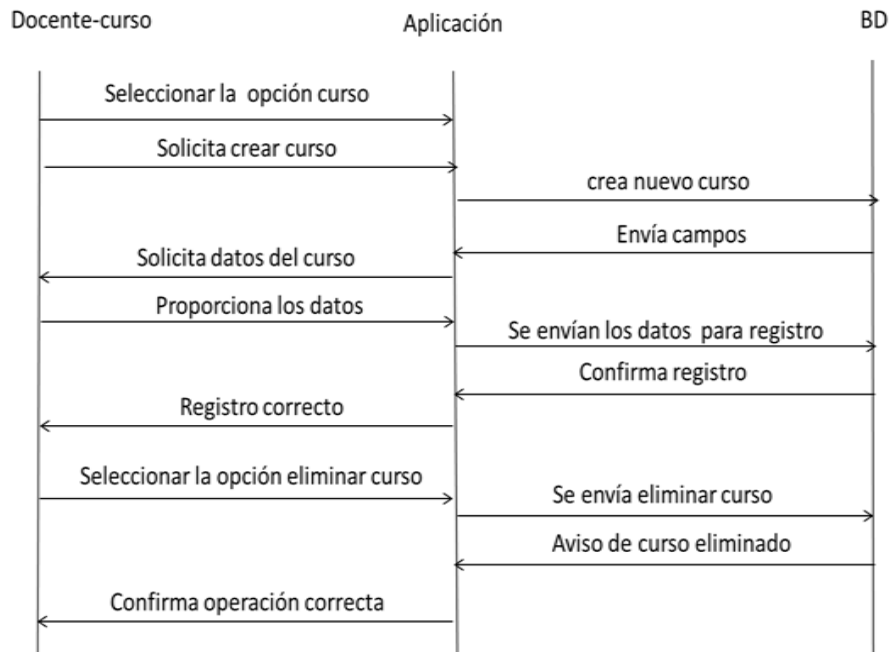 Docente-curso
Aplicación
BD
Seleccionar la opción curso
Solicita crear curso
crea nuevo curso
Envía campos
Solicita datos del curso
Proporciona los datos
Se envían los datos para registro
Confirma registro
Registro correcto
Seleccionar la opción eliminar curso
Se envía eliminar curso
Aviso de curso eliminado
Confirma operación correcta